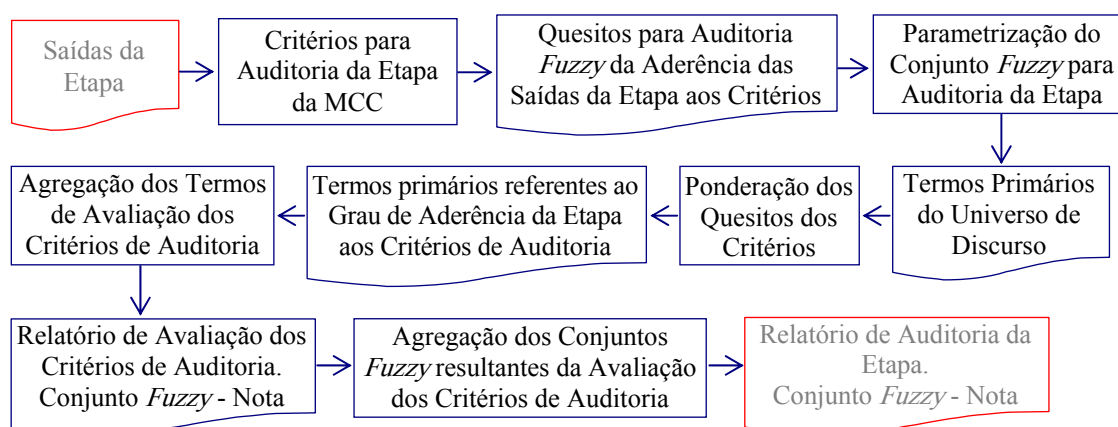 Saídas da
Etapa
Critérios para
Auditoria da Etapa
da MCC
Quesitos para Auditoria
Fuzzy da Aderência das
Saídas da Etapa aos Critérios
Parametrização do
Conjunto Fuzzy para
Auditoria da Etapa
Termos Primários
do Universo de
Discurso
Ponderação dos
Quesitos dos
Critérios
Termos primários referentes ao
Grau de Aderência da Etapa
aos Critérios de Auditoria
Agregação dos Termos
de Avaliação dos
Critérios de Auditoria
Relatório de Avaliação dos
Critérios de Auditoria.
Conjunto Fuzzy - Nota
Agregação dos Conjuntos
Fuzzy resultantes da Avaliação
dos Critérios de Auditoria
Relatório de Auditoria da
Etapa.
Conjunto Fuzzy - Nota